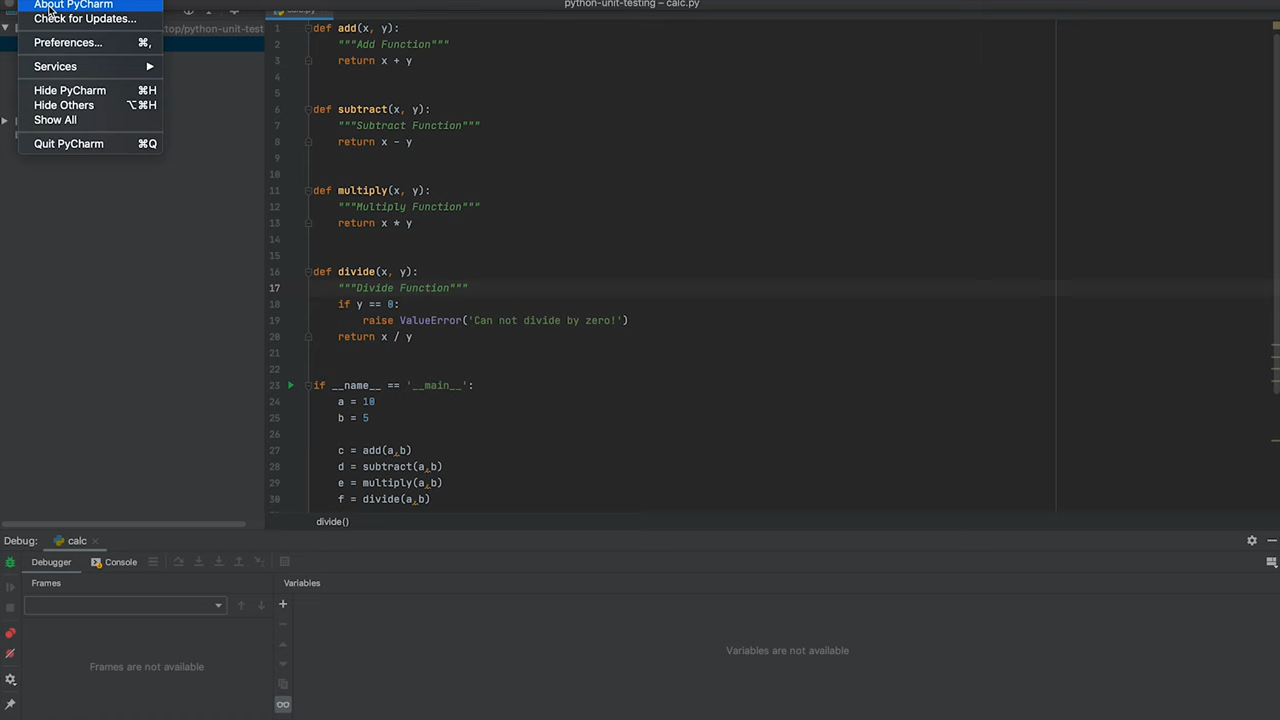 About PyCharm
Check for Updates...
Preferences... ⌘,
Services
Hide PyCharm ⌘H
Hide Others ⌥⌘H
Show All
Quit PyCharm ⌘Q
python-unit-testing – calc.py
top/python-unit-test
calc.py
1 def add(x, y):
2 """Add Function"""
3 return x + y
4
5
6 def subtract(x, y):
7 """Subtract Function"""
8 return x - y
9
10
11 def multiply(x, y):
12 """Multiply Function"""
13 return x * y
14
15
16 def divide(x, y):
17 """Divide Function"""
18 if y == 0:
19 raise ValueError('Can not divide by zero!')
20 return x / y
21
22
23 if __name__ == '__main__':
24 a = 10
25 b = 5
26
27 c = add(a,b)
28 d = subtract(a,b)
29 e = multiply(a,b)
30 f = divide(a,b)
divide()
Debug: calc
Debugger Console
Frames
Variables
Frames are not available
Variables are not available